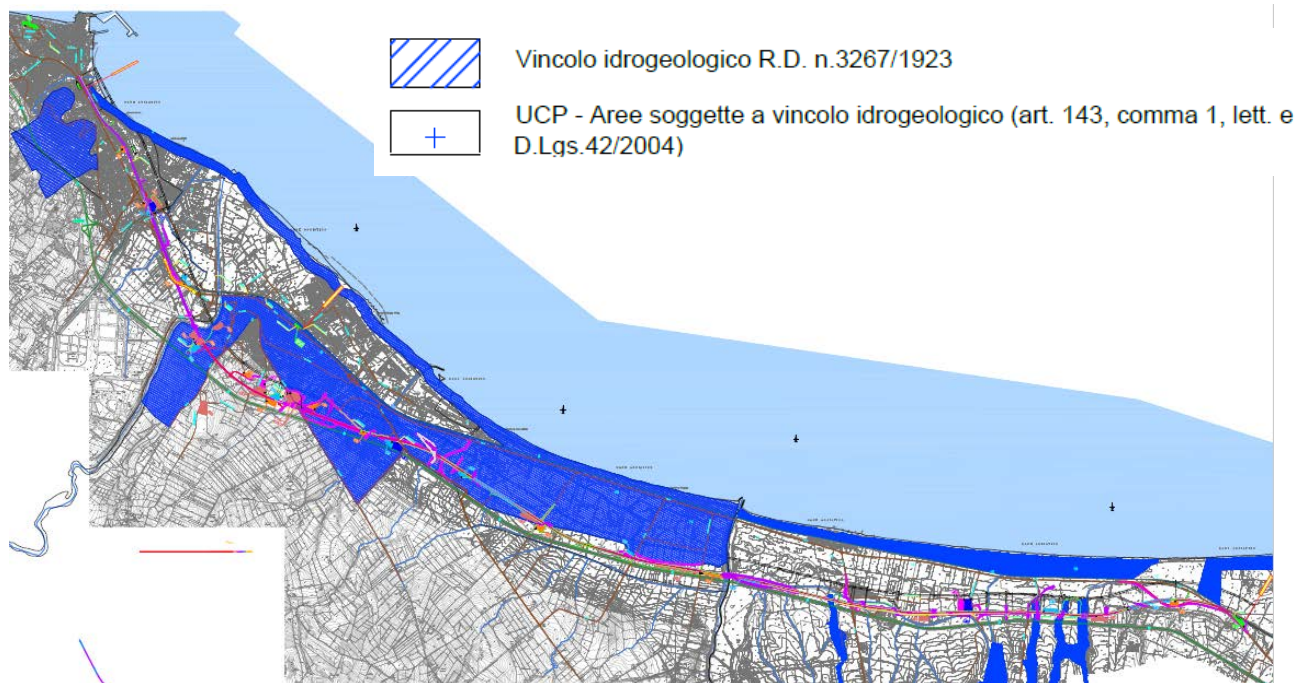 Vincolo idrogeologico R.D. n.3267/1923
UCP - Aree soggette a vincolo idrogeologico (art. 143, comma 1, lett. e
D.Lgs.42/2004)